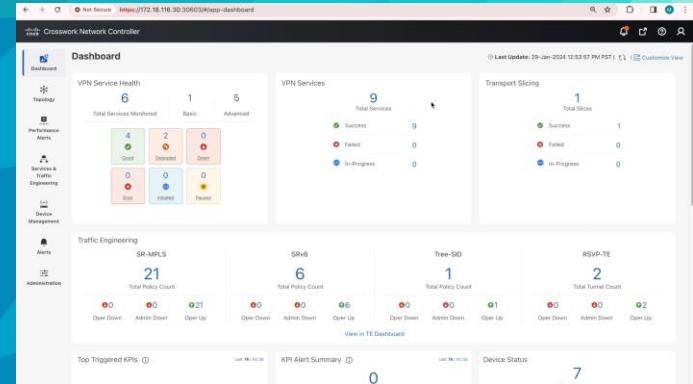 Not Secure https://172.18.116.30:30603/#/app-dashboard
cisco Crosswork Network Controller
Dashboard
Topology
Performance
Alerts
Services &
Traffic
Engineering
Device
Management
Alerts
Administration
Dashboard
Last Update: 29-Jan-2024 12:53:57 PM PST | Customize View
VPN Service Health
6
Total Services Monitored
1
Basic
5
Advanced
4
Good
2
Degraded
0
Down
0
Error
0
Initiated
0
Paused
VPN Services
9
Total Services
Success 9
Failed 0
In-Progress 0
Transport Slicing
1
Total Slices
Success 1
Failed 0
In-Progress 0
Traffic Engineering
SR-MPLS
21
Total Policy Count
0 0 21
Oper Down Admin Down Oper Up
SRv6
6
Total Policy Count
0 0 6
Oper Down Admin Down Oper Up
Tree-SID
1
Total Policy Count
0 0 1
Oper Down Admin Down Oper Up
RSVP-TE
2
Total Tunnel Count
0 0 2
Oper Down Admin Down Oper Up
View in TE Dashboard
Top Triggered KPIs
KPI Alert Summary
0
Device Status
7